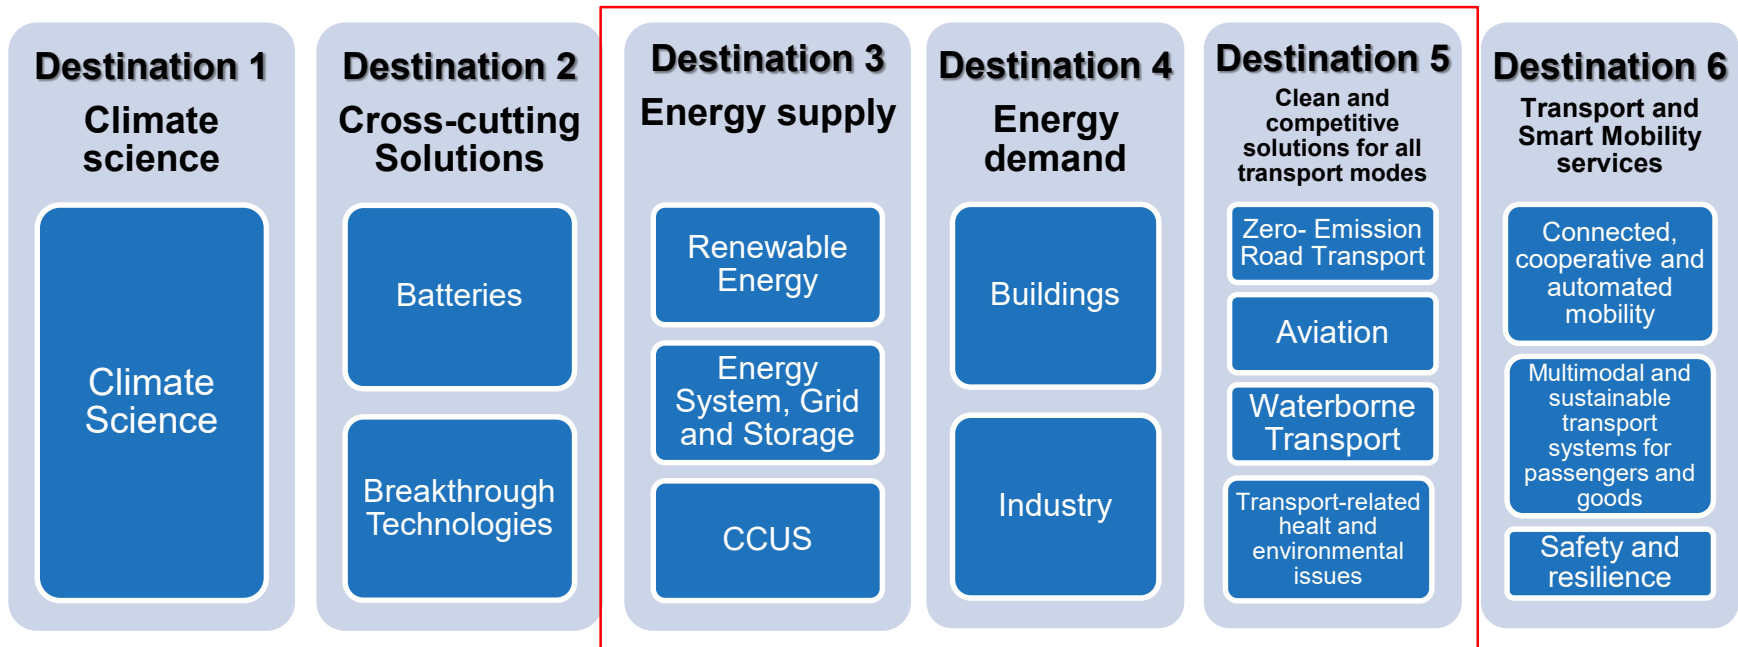 Destination 1
Climate
science
Climate
Science
Destination 2
Cross-cutting
Solutions
Batteries
Breakthrough
Technologies
Destination 3
Energy supply
Renewable
Energy
Energy
System, Grid
and Storage
CCUS
Destination 4
Energy
demand
Buildings
Industry
Destination 5
Clean and
competitive
solutions for all
transport modes
Zero- Emission
Road Transport
Aviation
Waterborne
Transport
Transport-related
healt and
environmental
issues
Destination 6
Transport and
Smart Mobility
services
Connected,
cooperative and
automated
mobility
Multimodal and
sustainable
transport
systems for
passengers and
goods
Safety and
resilience